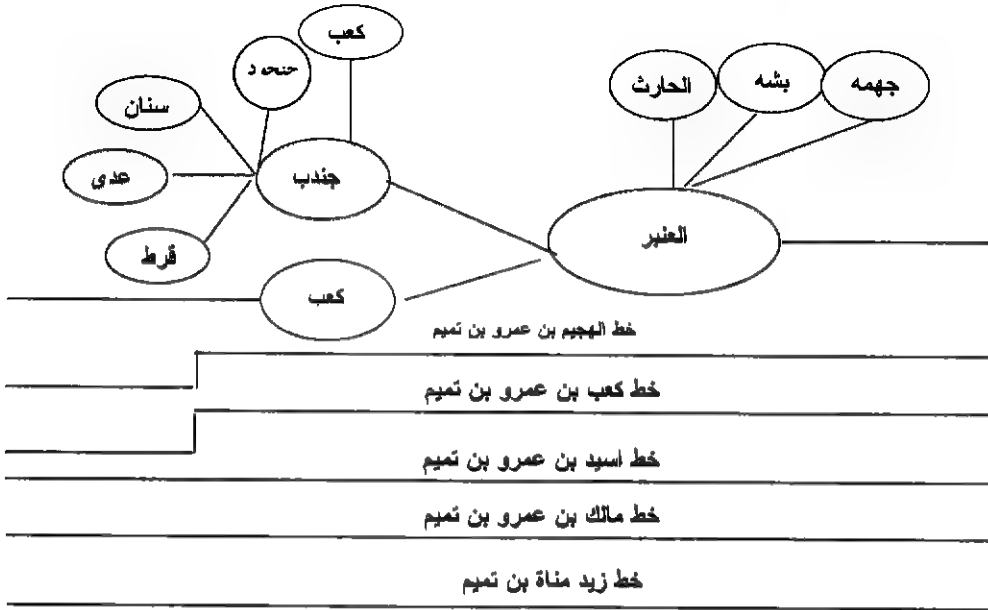 كعب
حنحود
جهمه
بشه
الحارث
سنان
عدي
جندب
العنبر
قرط
كعب
خط الهجيم بن عمرو بن تميم
خط كعب بن عمرو بن تميم
خط اسيد بن عمرو بن تميم
خط مالك بن عمرو بن تميم
خط زيد مناة بن تميم